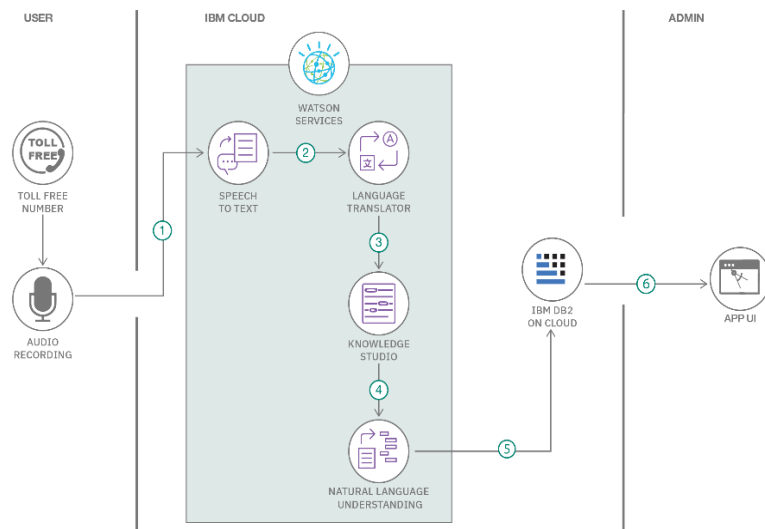 USER
IBM CLOUD
ADMIN
WATSON
SERVICES
TOLL
FREE
TOLL FREE
NUMBER
1
SPEECH
TO TEXT
2
A
文
LANGUAGE
TRANSLATOR
3
AUDIO
RECORDING
KNOWLEDGE
STUDIO
4
NATURAL LANGUAGE
UNDERSTANDING
5
IBM DB2
ON CLOUD
6
APP UI